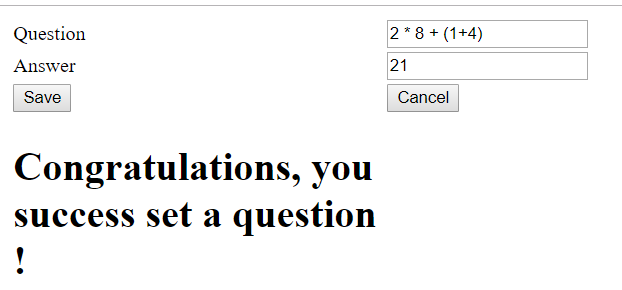 Question 2 * 8 + (1+4)
Answer 21
Save Cancel
Congratulations, you
success set a question
!